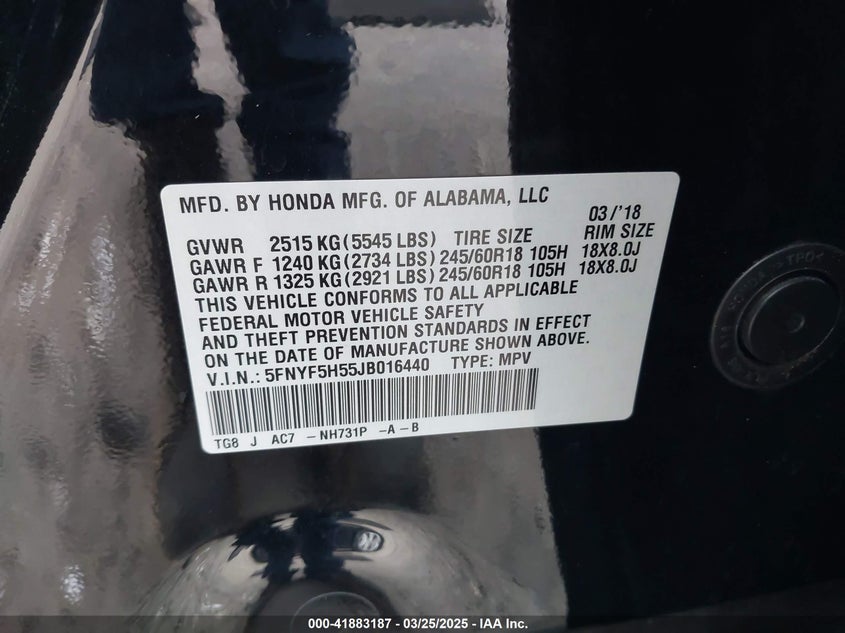 MFD. BY HONDA MFG. OF ALABAMA, LLC
03/'18
GVWR 2515 KG(5545 LBS) TIRE SIZE RIM SIZE
GAWR F 1240 KG(2734 LBS) 245/60R18 105H 18X8.0J
GAWR R 1325 KG(2921 LBS) 245/60R18 105H 18X8.0J
THIS VEHICLE CONFORMS TO ALL APPLICABLE
FEDERAL MOTOR VEHICLE SAFETY
AND THEFT PREVENTION STANDARDS IN EFFECT
ON THE DATE OF MANUFACTURE SHOWN ABOVE.
V.I.N.: 5FNYF5H55JB016440 TYPE: MPV
TG8 J AC7 -NH731P -A-B
000-41883187 - 03/25/2025 - IAA Inc.